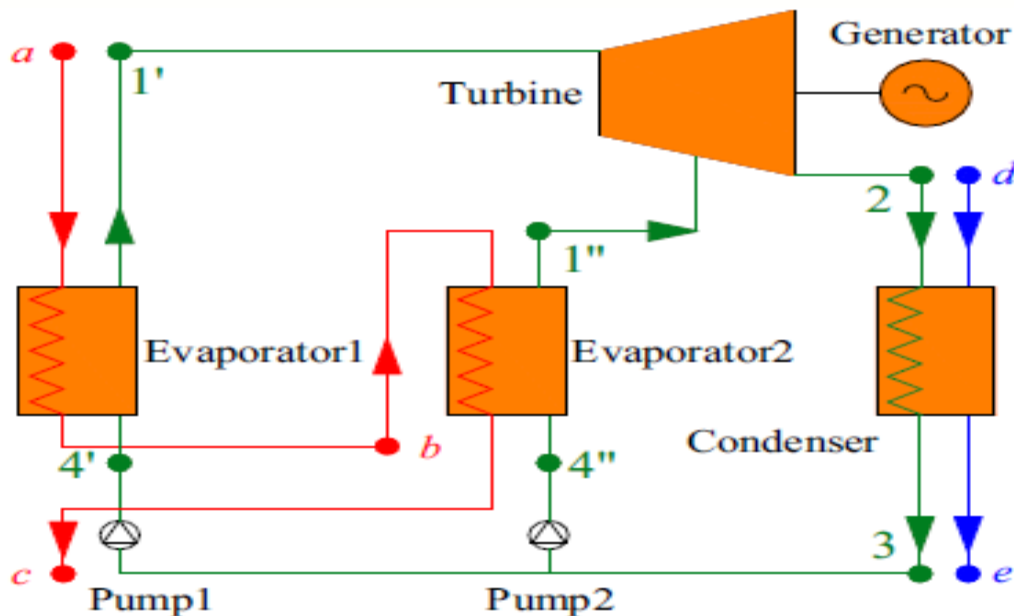 Generator
a
1'
Turbine
2
d
1"
Evaporator1
Evaporator2
b
Condenser
4'
4"
3
c
e
Pump1
Pump2